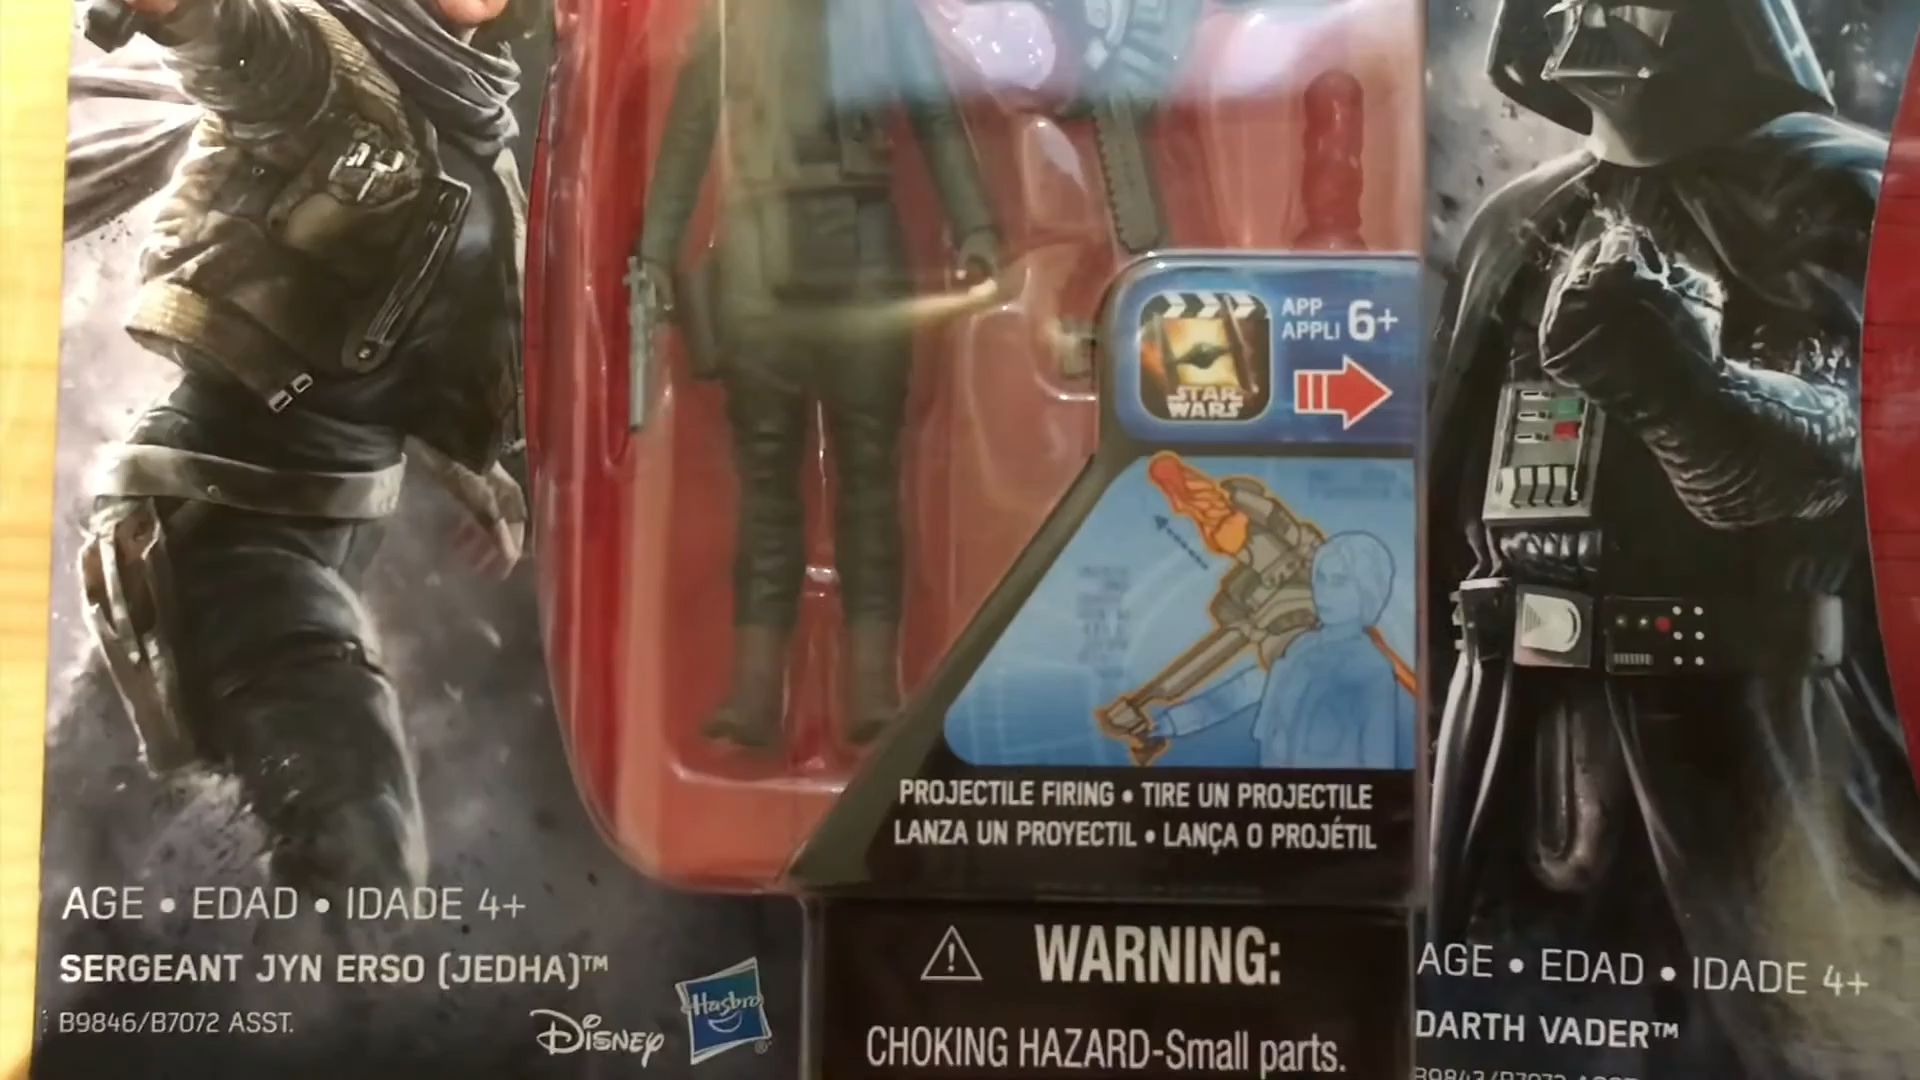 APP
APPLI 6+
STAR
WARS
PROJECTILE FIRING • TIRE UN PROJECTILE
LANZA UN PROYECTIL • LANÇA O PROJÉTIL
AGE • EDAD • IDADE 4+
SERGEANT JYN ERSO (JEDHA)™
B9846/B7072 ASST.
DISNEY
Hasbro
®
WARNING:
CHOKING HAZARD-Small parts.
AGE • EDAD • IDADE 4+
DARTH VADER™